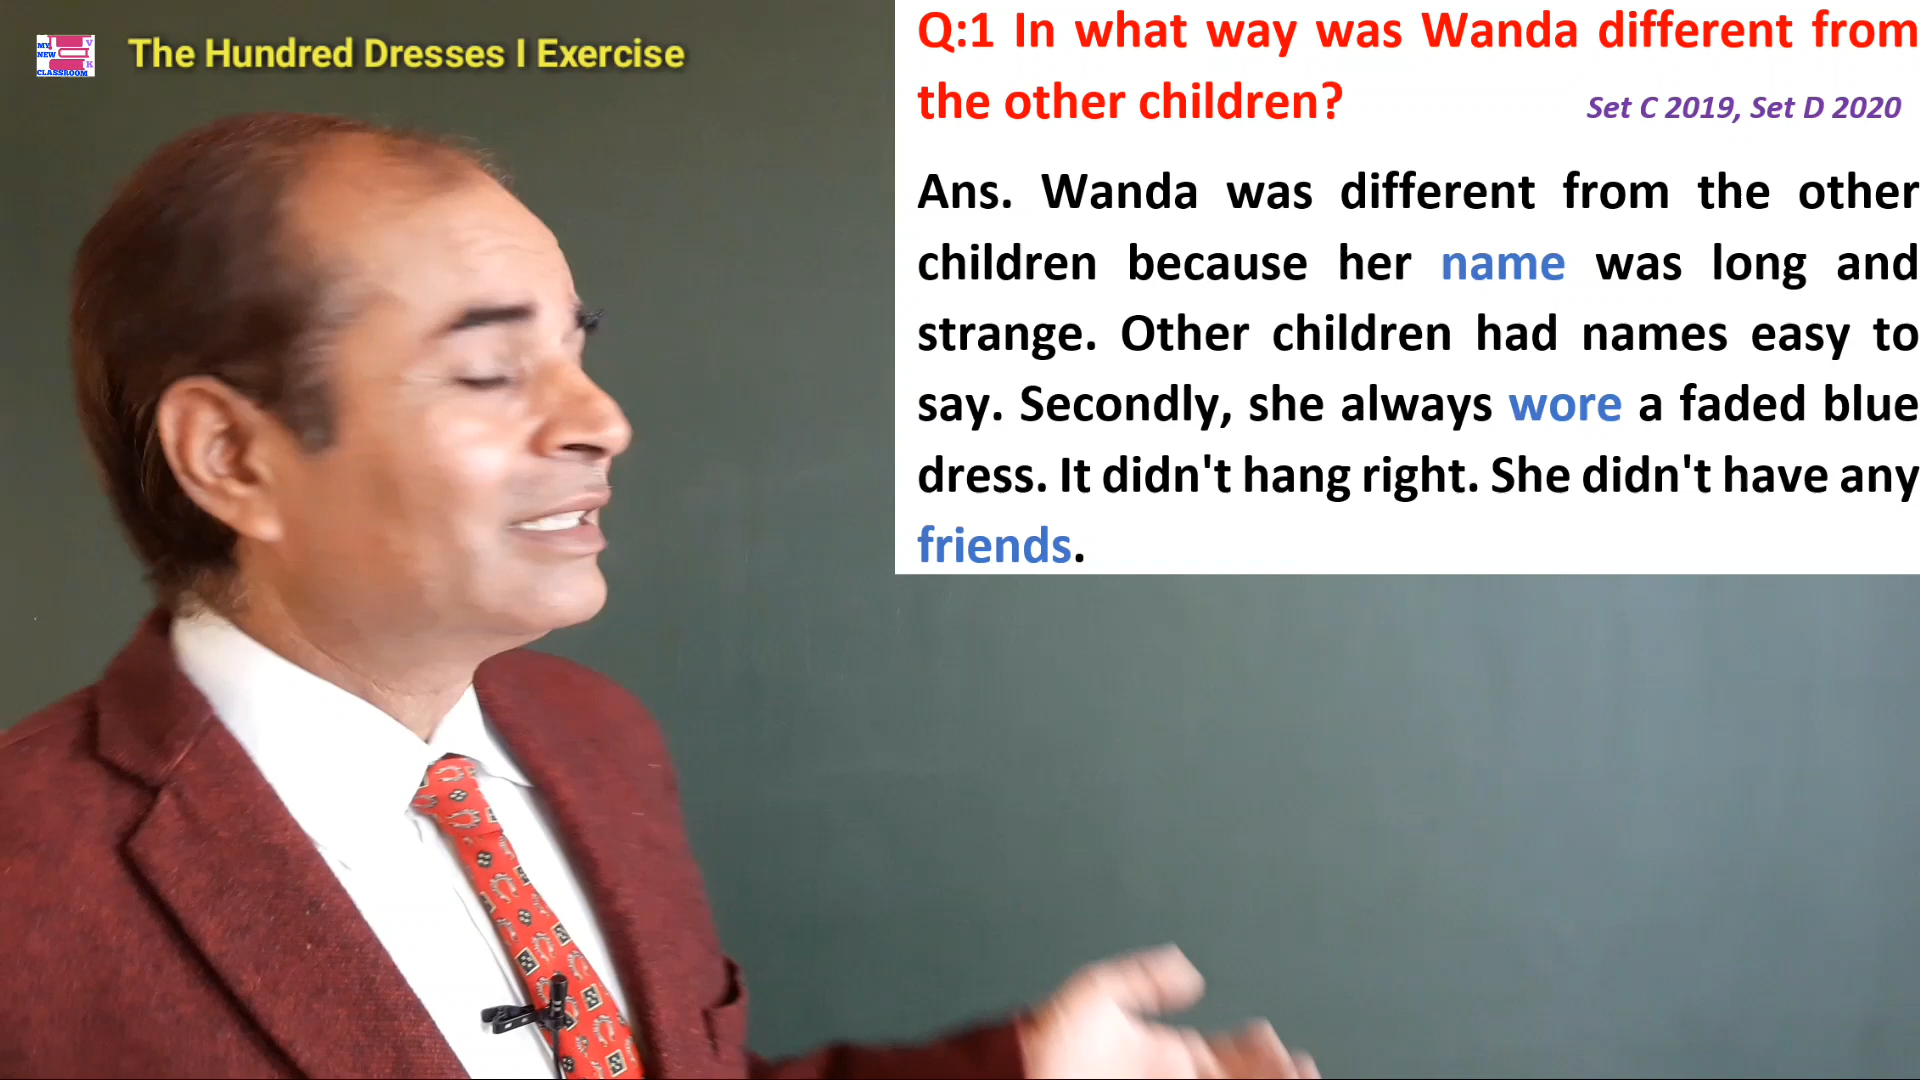 MY
NEW
CLASSROOM
V
K
The Hundred Dresses I Exercise
Q:1 In what way was Wanda different from
the other children?
Set C 2019, Set D 2020
Ans. Wanda was different from the other
children because her name was long and
strange. Other children had names easy to
say. Secondly, she always wore a faded blue
dress. It didn't hang right. She didn't have any
friends.